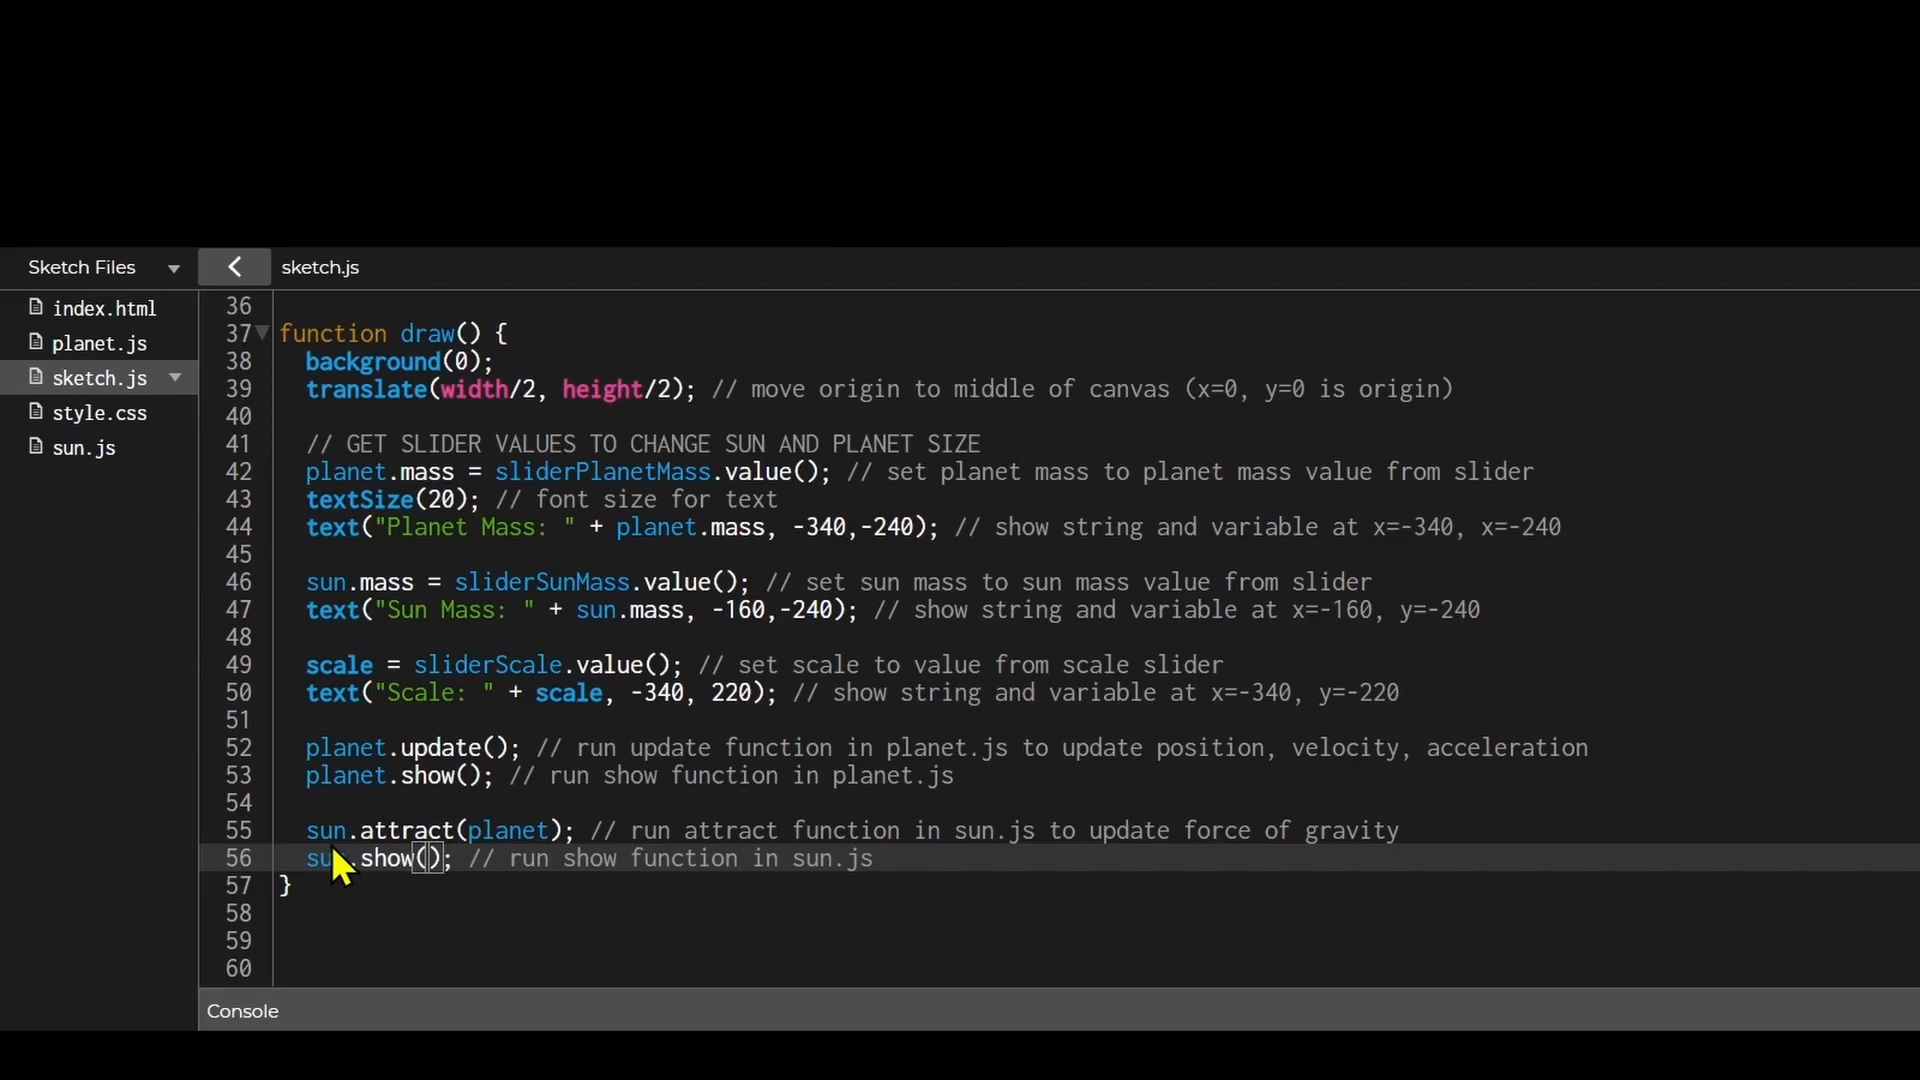 Sketch Files
sketch.js
index.html
planet.js
sketch.js
style.css
sun.js
36
37 function draw() {
38 background(0);
39 translate(width/2, height/2); // move origin to middle of canvas (x=0, y=0 is origin)
40
41 // GET SLIDER VALUES TO CHANGE SUN AND PLANET SIZE
42 planet.mass = sliderPlanetMass.value(); // set planet mass to planet mass value from slider
43 textSize(20); // font size for text
44 text("Planet Mass: " + planet.mass, -340,-240); // show string and variable at x=-340, x=-240
45
46 sun.mass = sliderSunMass.value(); // set sun mass to sun mass value from slider
47 text("Sun Mass: " + sun.mass, -160,-240); // show string and variable at x=-160, y=-240
48
49 scale = sliderScale.value(); // set scale to value from scale slider
50 text("Scale: " + scale, -340, 220); // show string and variable at x=-340, y=-220
51
52 planet.update(); // run update function in planet.js to update position, velocity, acceleration
53 planet.show(); // run show function in planet.js
54
55 sun.attract(planet); // run attract function in sun.js to update force of gravity
56 sun.show(); // run show function in sun.js
57 }
58
59
60
Console